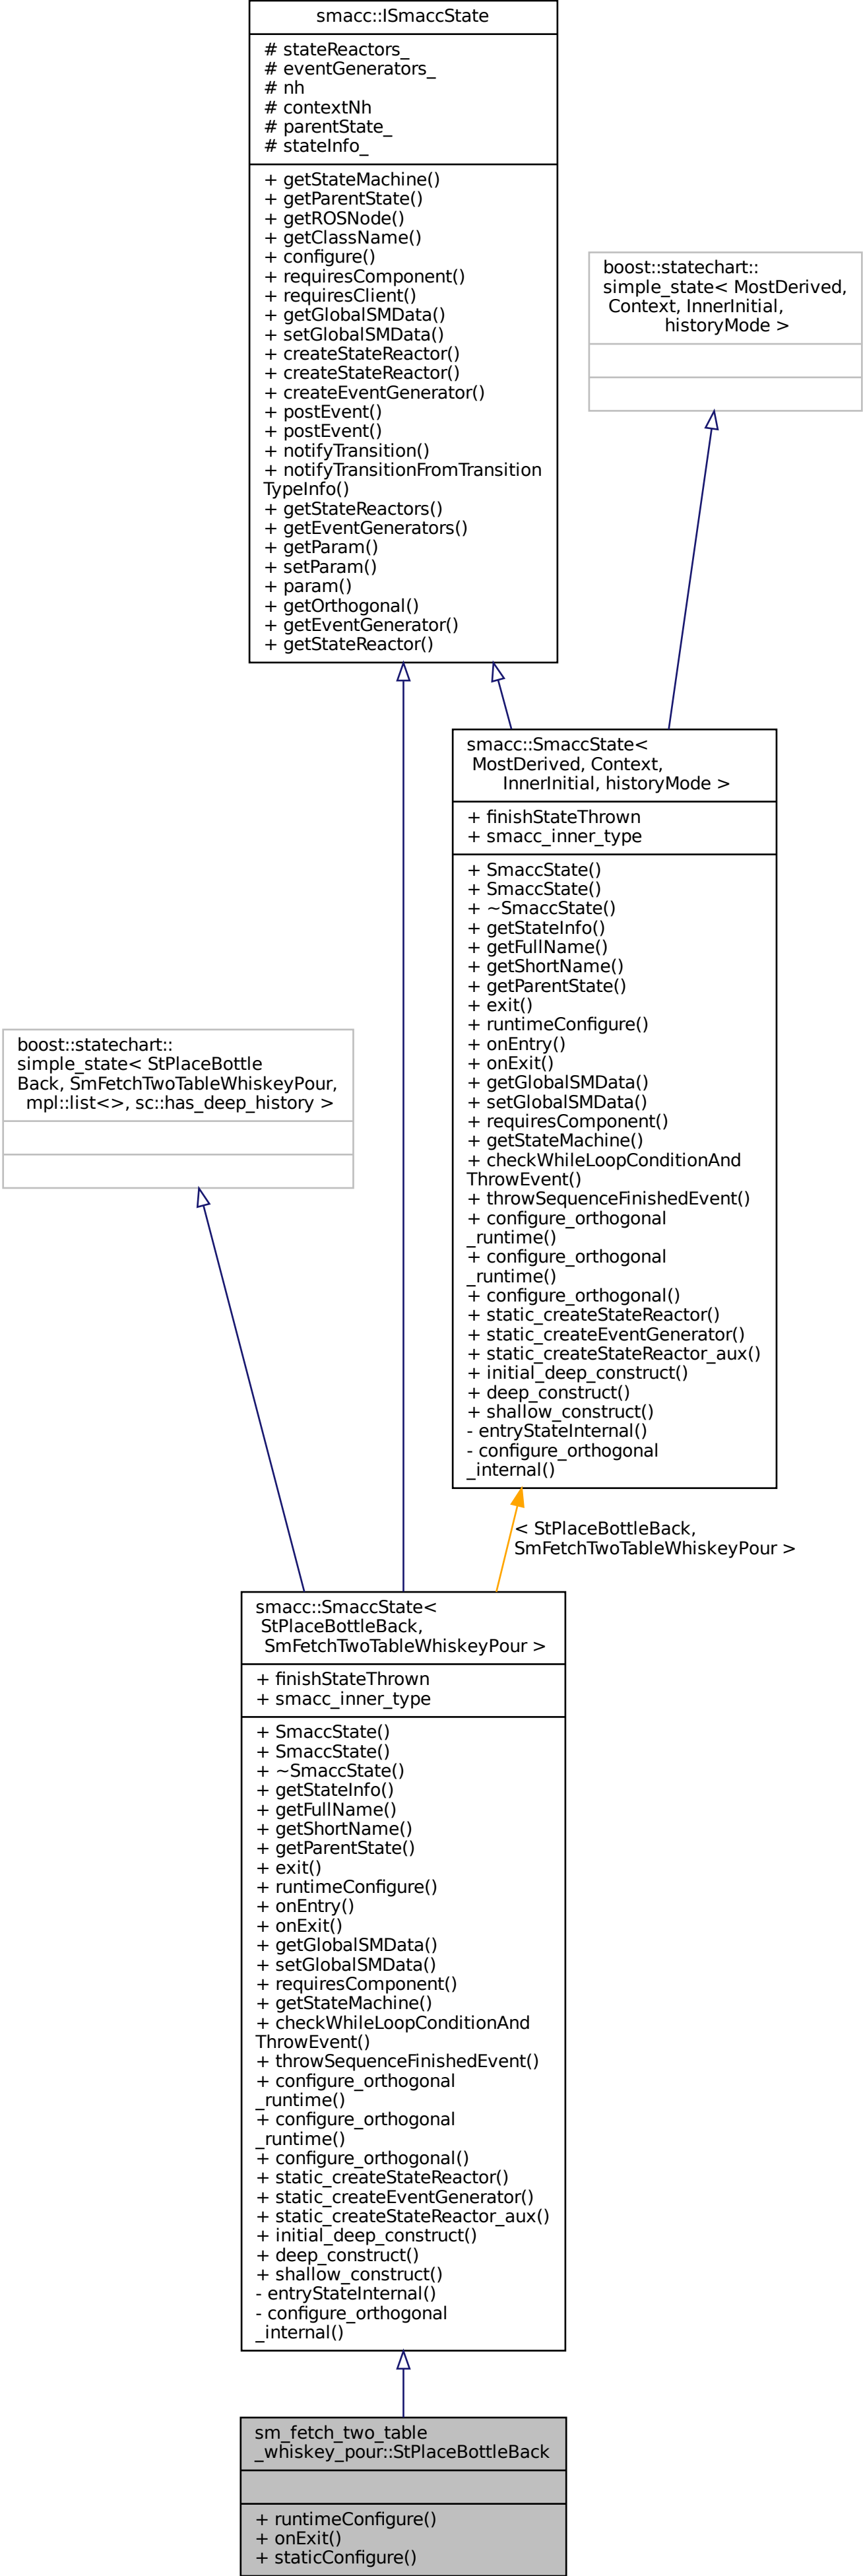 smacc::ISmaccState
# stateReactors_
# eventGenerators_
# nh
# contextNh
# parentState_
# stateInfo_
+ getStateMachine()
+ getParentState()
+ getROSNode()
+ getClassName()
+ configure()
+ requiresComponent()
+ requiresClient()
+ getGlobalSMData()
+ setGlobalSMData()
+ createStateReactor()
+ createStateReactor()
+ createEventGenerator()
+ postEvent()
+ postEvent()
+ notifyTransition()
+ notifyTransitionFromTransition
TypeInfo()
+ getStateReactors()
+ getEventGenerators()
+ getParam()
+ setParam()
+ param()
+ getOrthogonal()
+ getEventGenerator()
+ getStateReactor()
boost::statechart::
simple_state< MostDerived,
Context, InnerInitial,
historyMode >
smacc::SmaccState<
MostDerived, Context,
InnerInitial, historyMode >
+ finishStateThrown
+ smacc_inner_type
+ SmaccState()
+ SmaccState()
+ ~SmaccState()
+ getStateInfo()
+ getFullName()
+ getShortName()
+ getParentState()
+ exit()
+ runtimeConfigure()
+ onEntry()
+ onExit()
+ getGlobalSMData()
+ setGlobalSMData()
+ requiresComponent()
+ getStateMachine()
+ checkWhileLoopConditionAnd
ThrowEvent()
+ throwSequenceFinishedEvent()
+ configure_orthogonal
_runtime()
+ configure_orthogonal
_runtime()
+ configure_orthogonal()
+ static_createStateReactor()
+ static_createEventGenerator()
+ static_createStateReactor_aux()
+ initial_deep_construct()
+ deep_construct()
+ shallow_construct()
- entryStateInternal()
- configure_orthogonal
_internal()
boost::statechart::
simple_state< StPlaceBottle
Back, SmFetchTwoTableWhiskeyPour,
mpl::list<>, sc::has_deep_history >
< StPlaceBottleBack,
SmFetchTwoTableWhiskeyPour >
smacc::SmaccState<
StPlaceBottleBack,
SmFetchTwoTableWhiskeyPour >
+ finishStateThrown
+ smacc_inner_type
+ SmaccState()
+ SmaccState()
+ ~SmaccState()
+ getStateInfo()
+ getFullName()
+ getShortName()
+ getParentState()
+ exit()
+ runtimeConfigure()
+ onEntry()
+ onExit()
+ getGlobalSMData()
+ setGlobalSMData()
+ requiresComponent()
+ getStateMachine()
+ checkWhileLoopConditionAnd
ThrowEvent()
+ throwSequenceFinishedEvent()
+ configure_orthogonal
_runtime()
+ configure_orthogonal
_runtime()
+ configure_orthogonal()
+ static_createStateReactor()
+ static_createEventGenerator()
+ static_createStateReactor_aux()
+ initial_deep_construct()
+ deep_construct()
+ shallow_construct()
- entryStateInternal()
- configure_orthogonal
_internal()
sm_fetch_two_table
_whiskey_pour::StPlaceBottleBack
+ runtimeConfigure()
+ onExit()
+ staticConfigure()